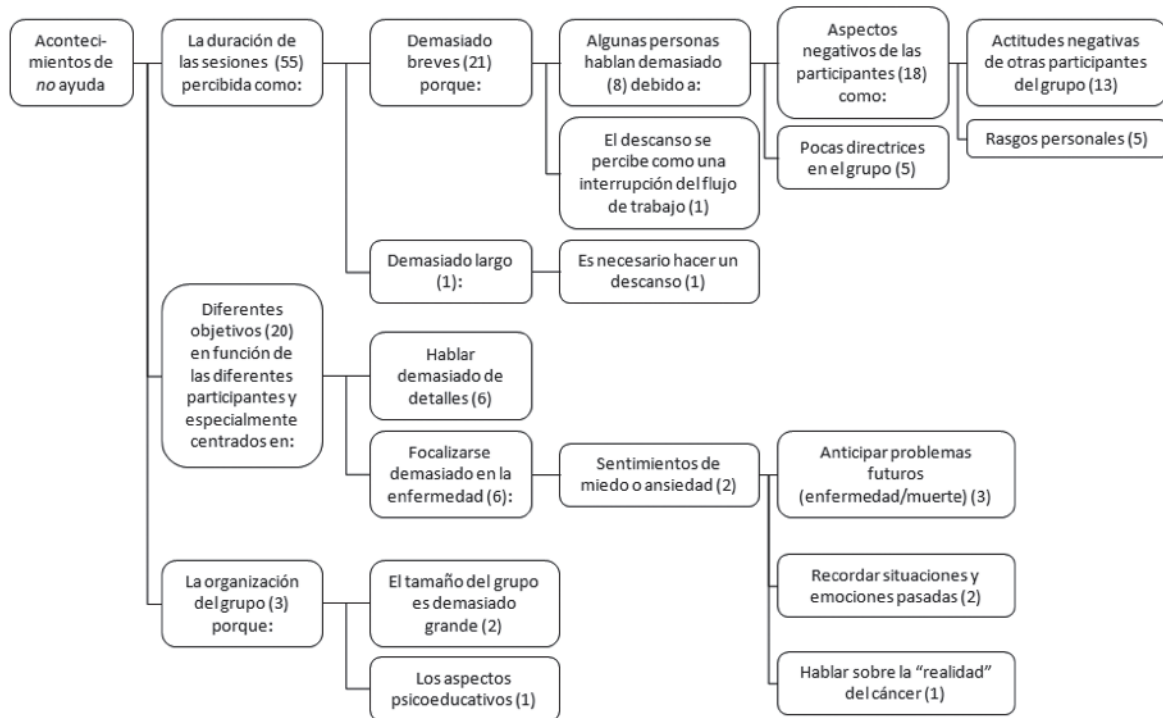 Aconteci-
mientos de
no ayuda
La duración de
las sesiones (55)
percibida como:
Demasiado
breves (21)
porque:
Algunas personas
hablan demasiado
(8) debido a:
Aspectos
negativos de las
participantes (18)
como:
Actitudes negativas
de otras participantes
del grupo (13)
Rasgos personales (5)
Pocas directrices
en el grupo (5)
El descanso se
percibe como una
interrupción del flujo
de trabajo (1)
Demasiado largo
(1):
Es necesario hacer un
descanso (1)
Diferentes
objetivos (20)
en función de
las diferentes
participantes y
especialmente
centrados en:
Hablar
demasiado de
detalles (6)
Focalizarse
demasiado en la
enfermedad (6):
Sentimientos de
miedo o ansiedad (2)
Anticipar problemas
futuros
(enfermedad/muerte) (3)
Recordar situaciones y
emociones pasadas (2)
Hablar sobre la “realidad”
del cáncer (1)
La organización
del grupo (3)
porque:
El tamaño del grupo
es demasiado
grande (2)
Los aspectos
psicoeducativos (1)